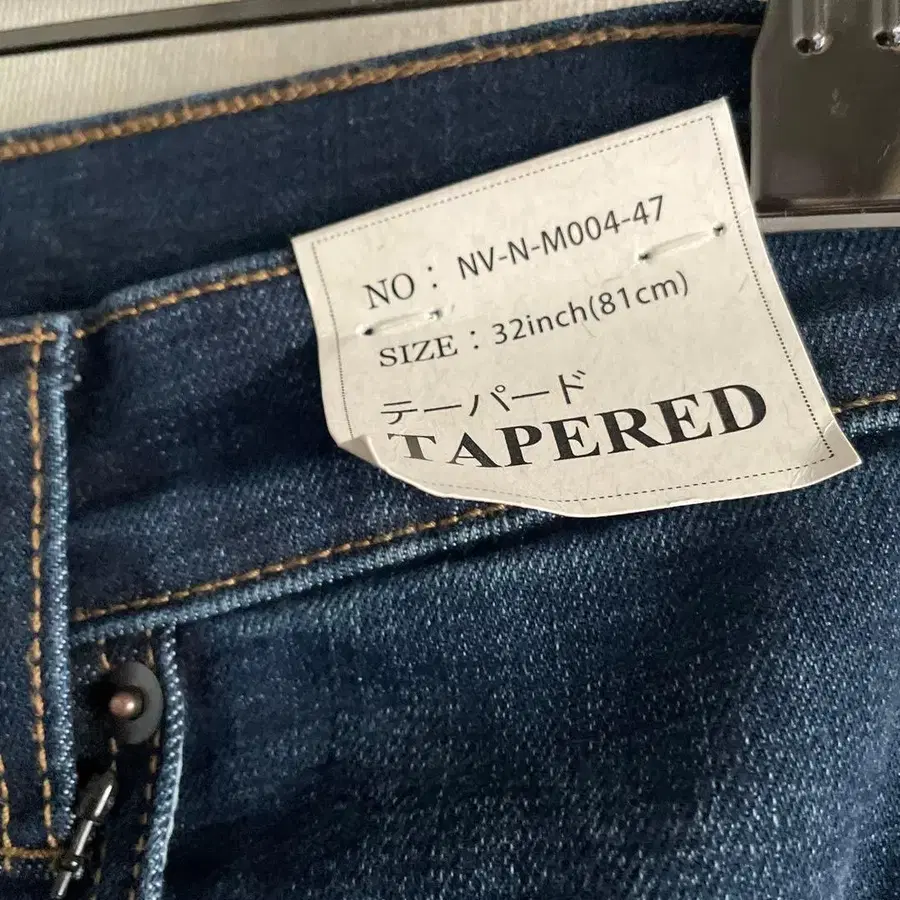 NO : NV-N-M004-47
SIZE : 32inch(81cm)
テーパード
TAPERED